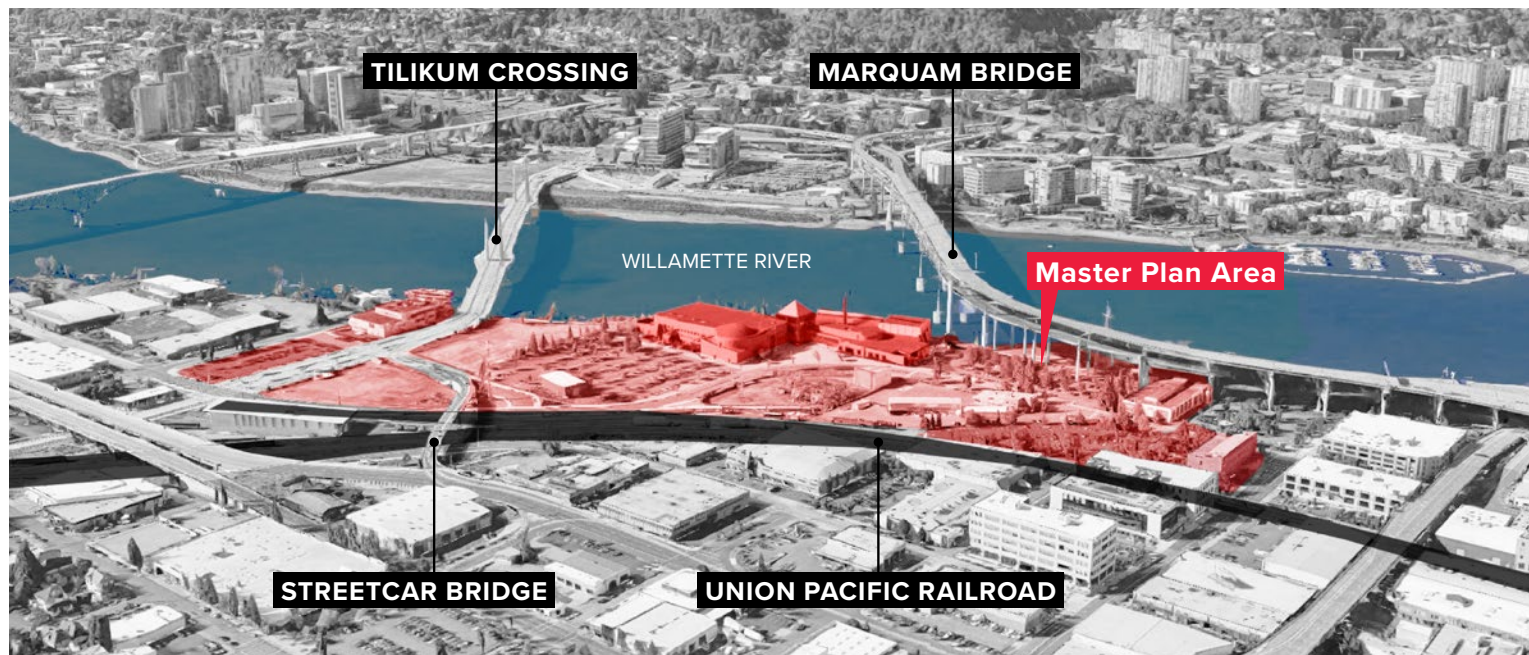 TILIKUM CROSSING
MARQUAM BRIDGE
WILLAMETTE RIVER
Master Plan Area
STREETCAR BRIDGE
UNION PACIFIC RAILROAD